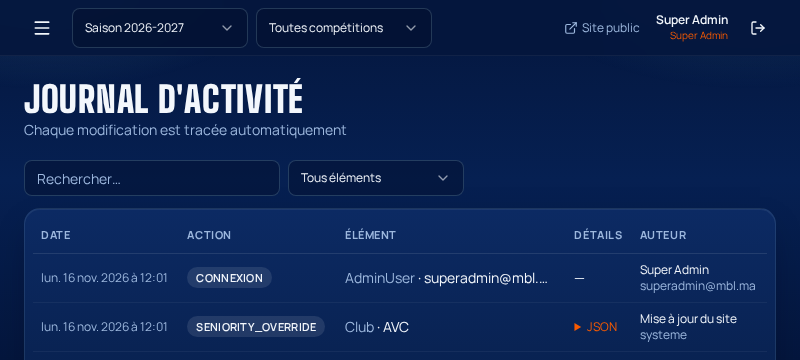 Saison 2026-2027
Toutes compétitions
Site public
Super Admin
Super Admin
JOURNAL D'ACTIVITÉ
Chaque modification est tracée automatiquement
Rechercher...
Tous éléments
DATE ACTION ÉLÉMENT DÉTAILS AUTEUR
lun. 16 nov. 2026 à 12:01 CONNEXION AdminUser · superadmin@mbl.... — Super Admin
superadmin@mbl.ma
lun. 16 nov. 2026 à 12:01 SENIORITY_OVERRIDE Club · AVC JSON Mise à jour du site
systeme